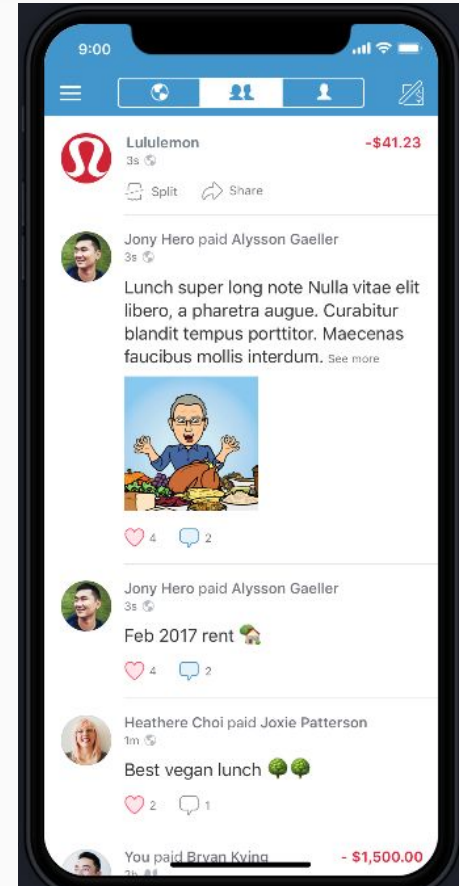 9:00
Lululemon
-$41.23
3s
Split Share
Jony Hero paid Alysson Gaeller
3s
Lunch super long note Nulla vitae elit
libero, a pharetra augue. Curabitur
blandit tempus porttitor. Maecenas
faucibus mollis interdum. See more
4 2
Jony Hero paid Alysson Gaeller
3s
Feb 2017 rent
4 2
Heathere Choi paid Joxie Patterson
1m
Best vegan lunch
2 1
You paid Bryan Kying
- $1,500.00